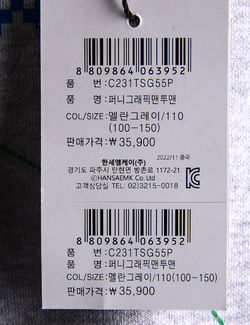 8 809864 063952
품 번 : C231TSG55P
품 명 : 퍼니그래픽맨투맨
COL/SIZE: 멜란그레이/110
(100-150)
판매가격: ₩ 35,900
2022/11 중국
한세엠케이(주)
경기도 파주시 탄현면 방촌로 1172-21
ⓒHANSAEMK Co. Ltd
고객상담실 TEL: 02)3215-0018
8 809864 063952
품 번 : C231TSG55P
품 명 : 퍼니그래픽맨투맨
COL/SIZE: 멜란그레이/110(100-150)
판매가격: ₩ 35,900